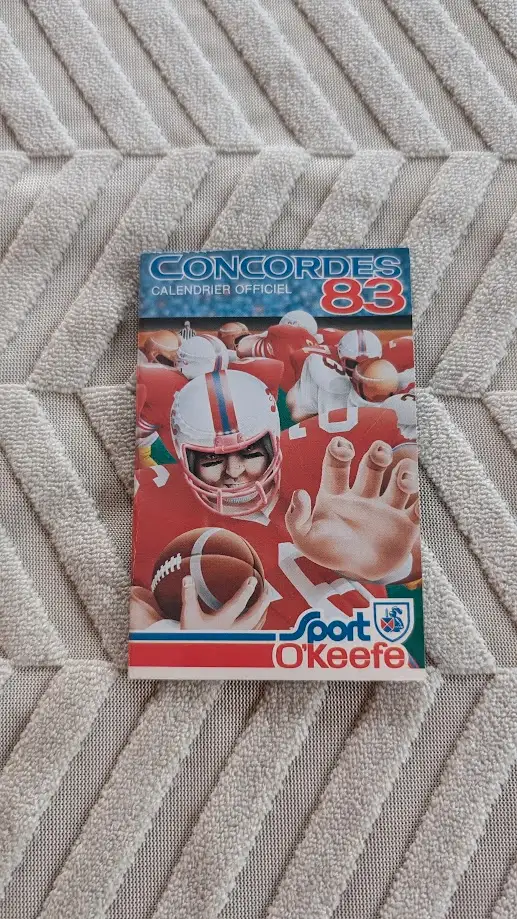 CONCORDES
CALENDRIER OFFICIEL
83
Sport
O'Keefe